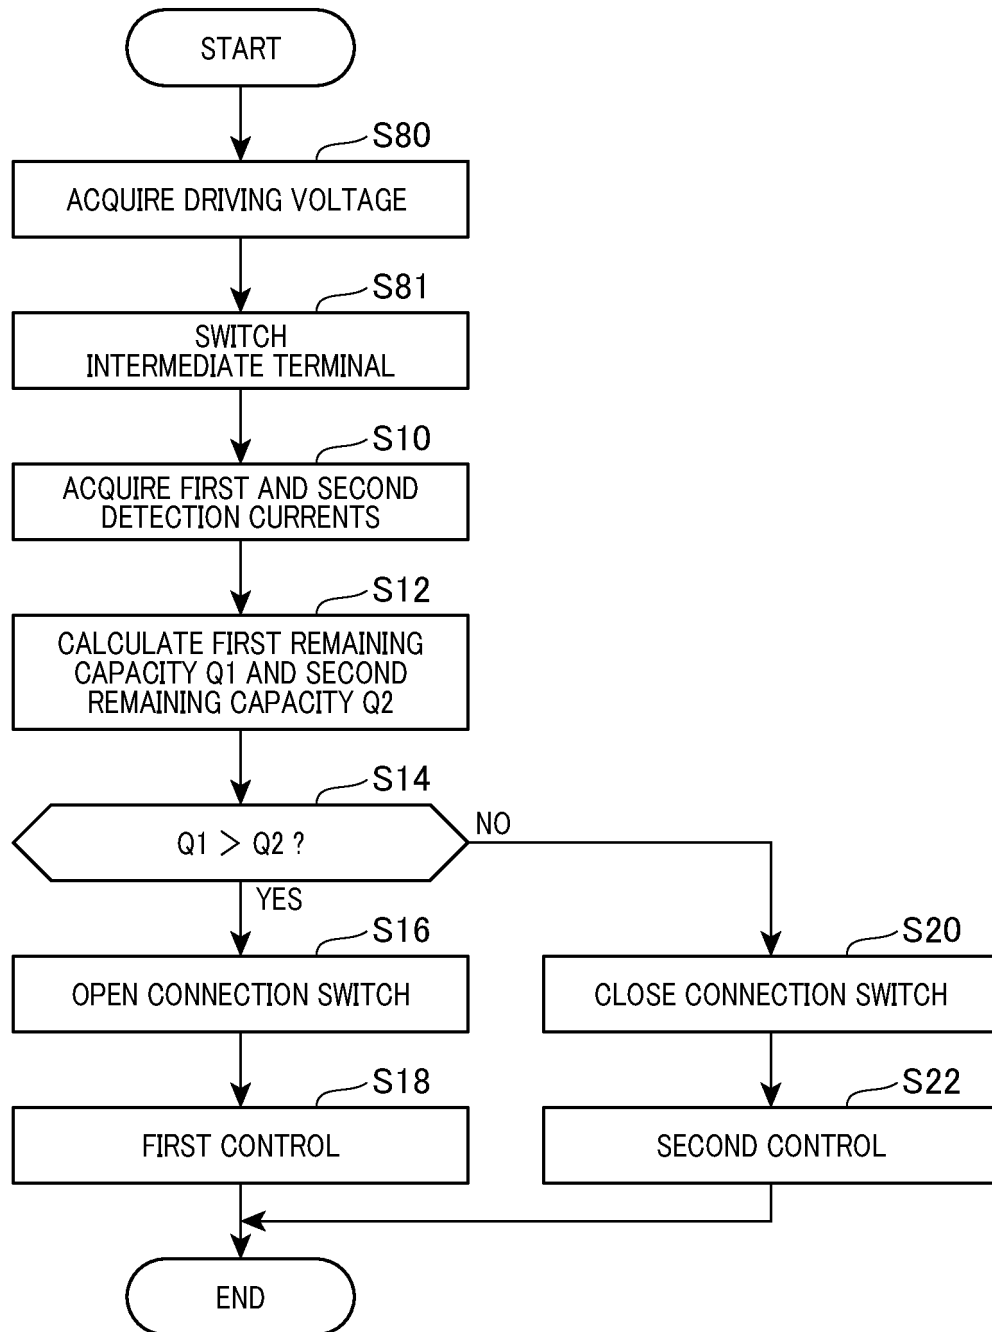 START
S80
ACQUIRE DRIVING VOLTAGE
S81
SWITCH
INTERMEDIATE TERMINAL
S10
ACQUIRE FIRST AND SECOND
DETECTION CURRENTS
S12
CALCULATE FIRST REMAINING
CAPACITY Q1 AND SECOND
REMAINING CAPACITY Q2
S14
Q1 > Q2 ?
NO
YES
S16
OPEN CONNECTION SWITCH
S20
CLOSE CONNECTION SWITCH
S18
FIRST CONTROL
S22
SECOND CONTROL
END